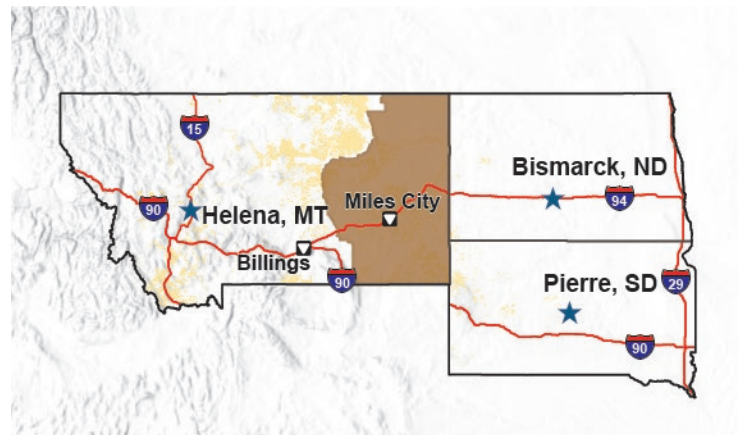 15
Bismarck, ND
Miles City
94
90
Helena, MT
Billings
90
Pierre, SD
29
90